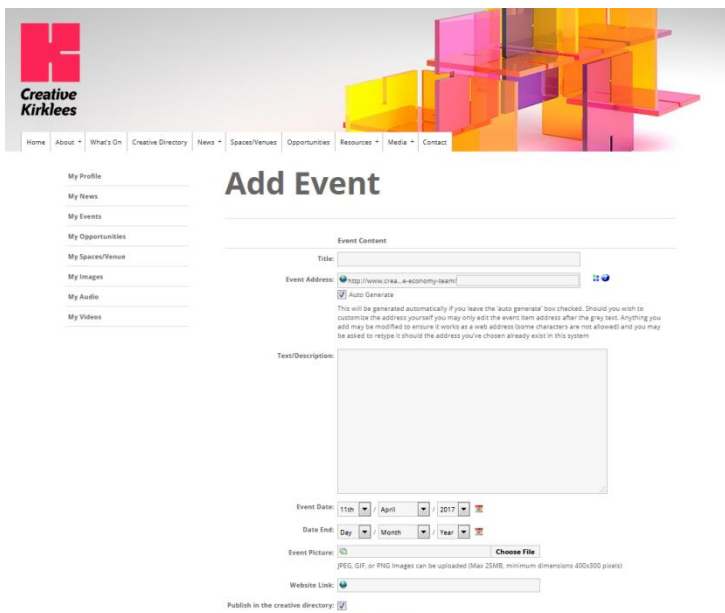 Creative
Kirklees
Home About + What's On Creative Directory News + Spaces/Venues Opportunities Resources + Media + Contact
My Profile
My News
My Events
My Opportunities
My Spaces/Venue
My Images
My Audio
My Videos
Add Event
Event Content
Title:
Event Address: http://www.crea...e-economy-team/
Auto Generate
This will be generated automatically if you leave the 'auto generate' box checked. Should you wish to
customize the address yourself you may only edit the event item address after the grey text. Anything you
add may be modified to ensure it works as a web address (some characters are not allowed) and you may
be asked to retype it should the address you've chosen already exist in this system
Text/Description:
Event Date: 11th / April / 2017
Date End: Day / Month / Year
Event Picture: Choose File
JPEG, GIF, or PNG Images can be uploaded (Max 25MB, minimum dimensions 400x300 pixels)
Website Link:
Publish in the creative directory: